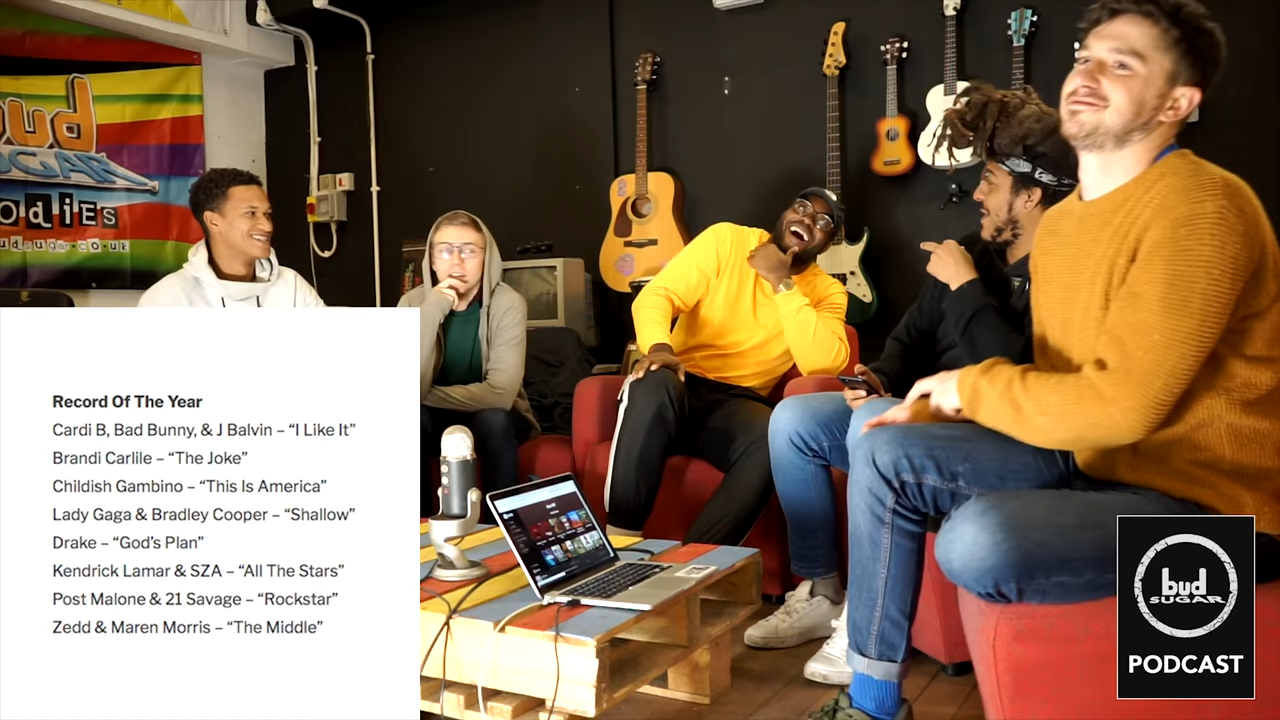 bud
SUGAR
odiEs
udsugar.co.uk
Record Of The Year
Cardi B, Bad Bunny, & J Balvin – “I Like It”
Brandi Carlile – “The Joke”
Childish Gambino – “This Is America”
Lady Gaga & Bradley Cooper – “Shallow”
Drake – “God’s Plan”
Kendrick Lamar & SZA – “All The Stars”
Post Malone & 21 Savage – “Rockstar”
Zedd & Maren Morris – “The Middle”
bud
SUGAR
PODCAST